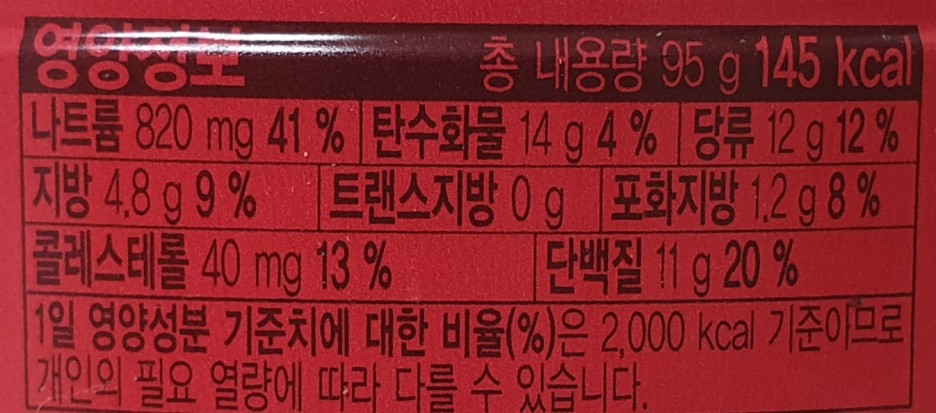 영양정보 총 내용량 95 g 145 kcal
나트륨 820 mg 41 % 탄수화물 14 g 4 % 당류 12 g 12 %
지방 4.8 g 9 % 트랜스지방 0 g 포화지방 1.2 g 8 %
콜레스테롤 40 mg 13 % 단백질 11 g 20 %
1일 영양성분 기준치에 대한 비율(%)은 2,000 kcal 기준이므로
개인의 필요 열량에 따라 다를 수 있습니다.